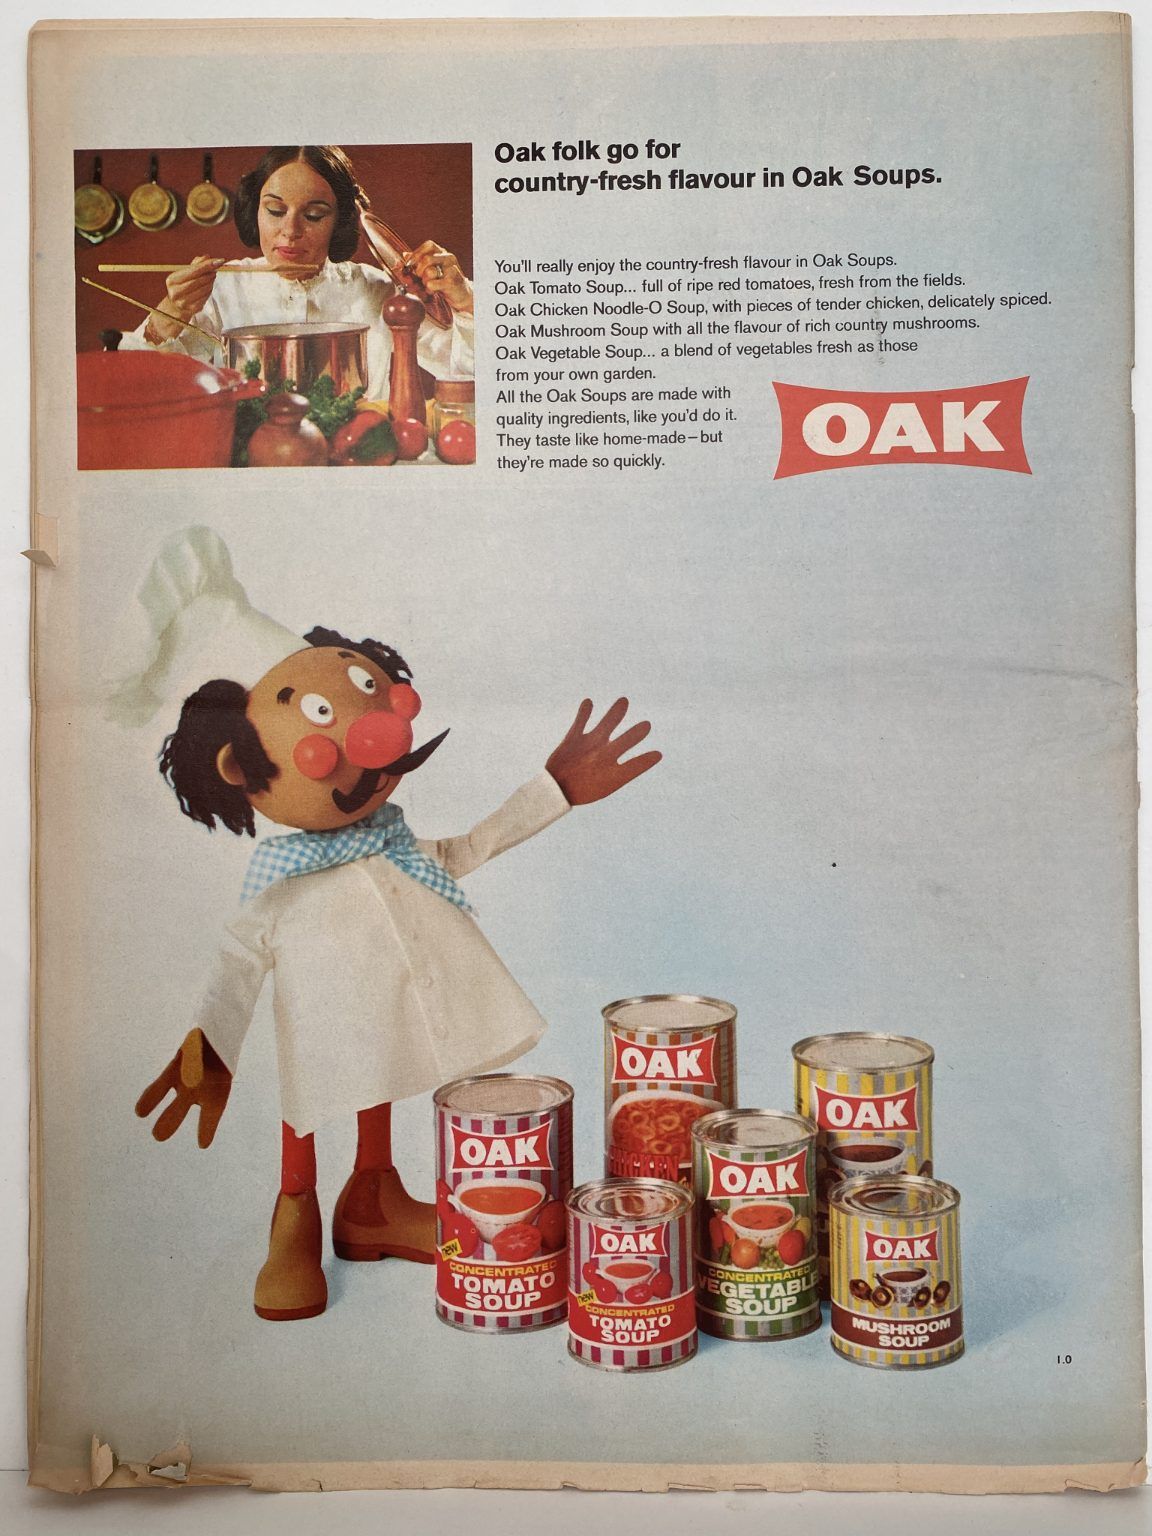 Oak folk go for
country-fresh flavour in Oak Soups.
You'll really enjoy the country-fresh flavour in Oak Soups.
Oak Tomato Soup... full of ripe red tomatoes, fresh from the fields.
Oak Chicken Noodle-O Soup, with pieces of tender chicken, delicately spiced.
Oak Mushroom Soup with all the flavour of rich country mushrooms.
Oak Vegetable Soup... a blend of vegetables fresh as those
from your own garden.
All the Oak Soups are made with
quality ingredients, like you'd do it.
They taste like home-made – but
they're made so quickly.
OAK
OAK
CHICKEN
OAK
OAK
new
CONCENTRATED
TOMATO
SOUP
OAK
new
CONCENTRATED
TOMATO
SOUP
OAK
CONCENTRATED
VEGETABLE
SOUP
OAK
MUSHROOM
SOUP
1.0